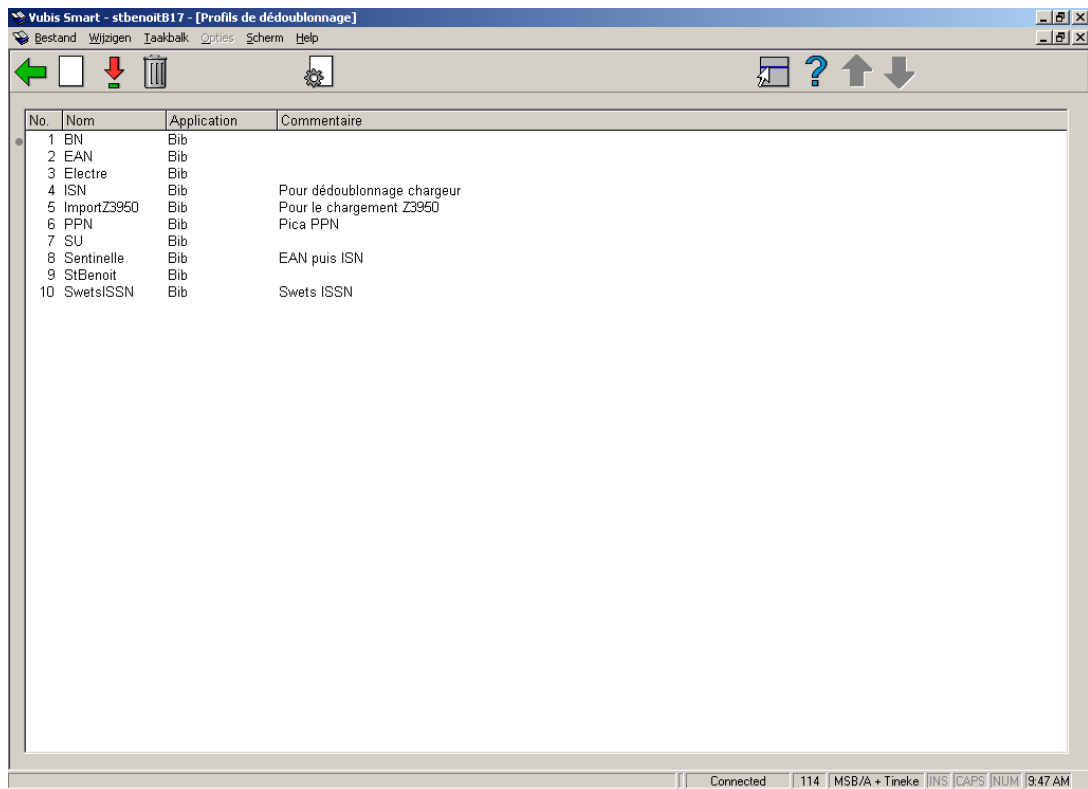 Vubis Smart - stbenoitB17 - [Profils de dédoublonnage]
Bestand Wijzigen Taakbalk Opties Scherm Help
No. Nom Application Commentaire
1 BN Bib
2 EAN Bib
3 Electre Bib
4 ISN Bib Pour dédoublonnage chargeur
5 ImportZ3950 Bib Pour le chargement Z3950
6 PPN Bib Pica PPN
7 SU Bib
8 Sentinelle Bib EAN puis ISN
9 StBenoit Bib
10 SwetsISSN Bib Swets ISSN
Connected 114 MSB/A + Tineke INS CAPS NUM 9:47 AM